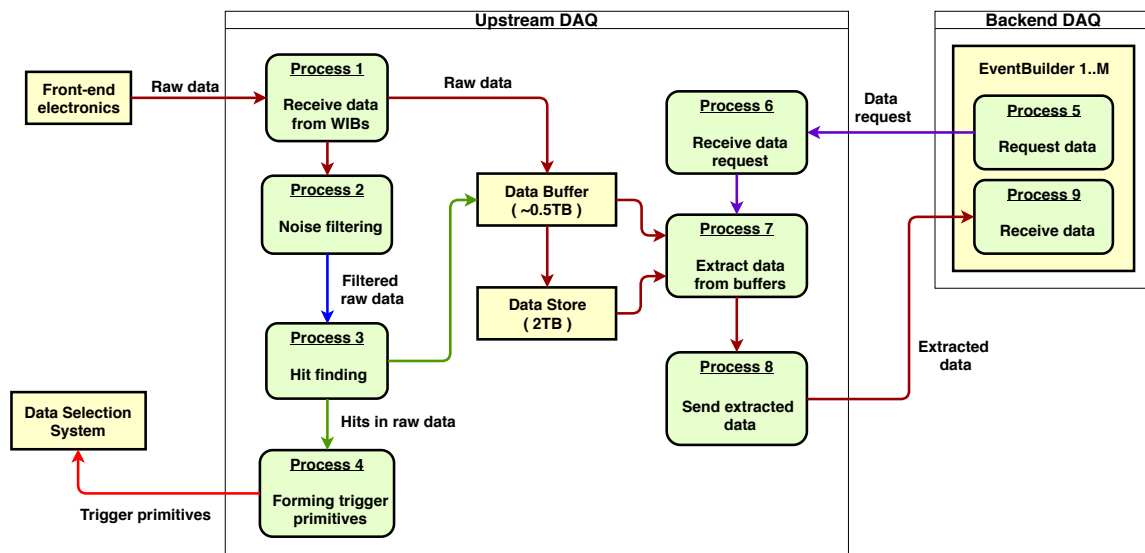 Upstream DAQ
Backend DAQ
Front-end
electronics
Raw data
Process 1
Receive data
from WIBs
Raw data
Process 2
Noise filtering
Filtered
raw data
Process 3
Hit finding
Hits in raw data
Process 4
Forming trigger
primitives
Trigger primitives
Data Selection
System
Data Buffer
( ~0.5TB )
Data Store
( 2TB )
Process 6
Receive data
request
Process 7
Extract data
from buffers
Process 8
Send extracted
data
Data
request
Extracted
data
EventBuilder 1..M
Process 5
Request data
Process 9
Receive data